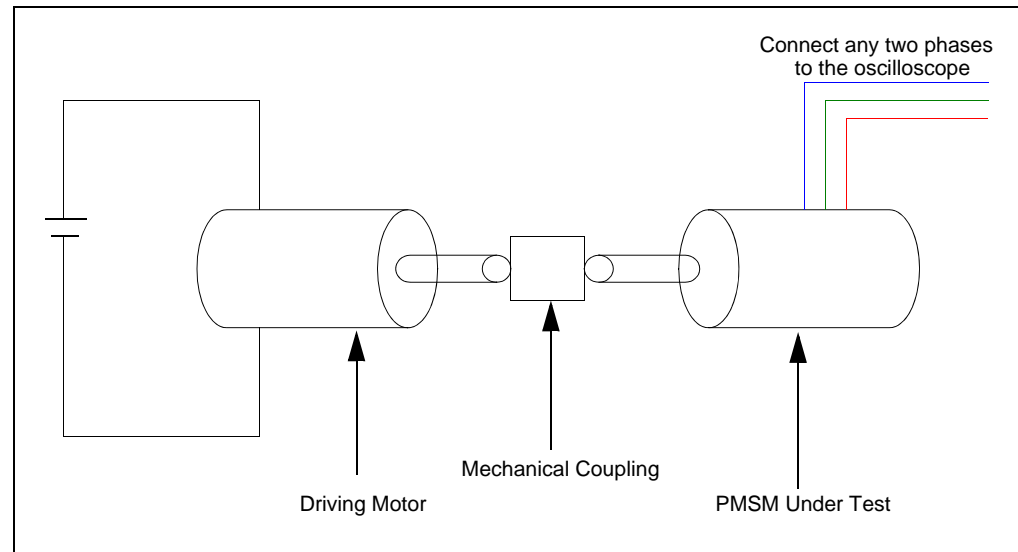 Connect any two phases
to the oscilloscope
Mechanical Coupling
Driving Motor
PMSM Under Test